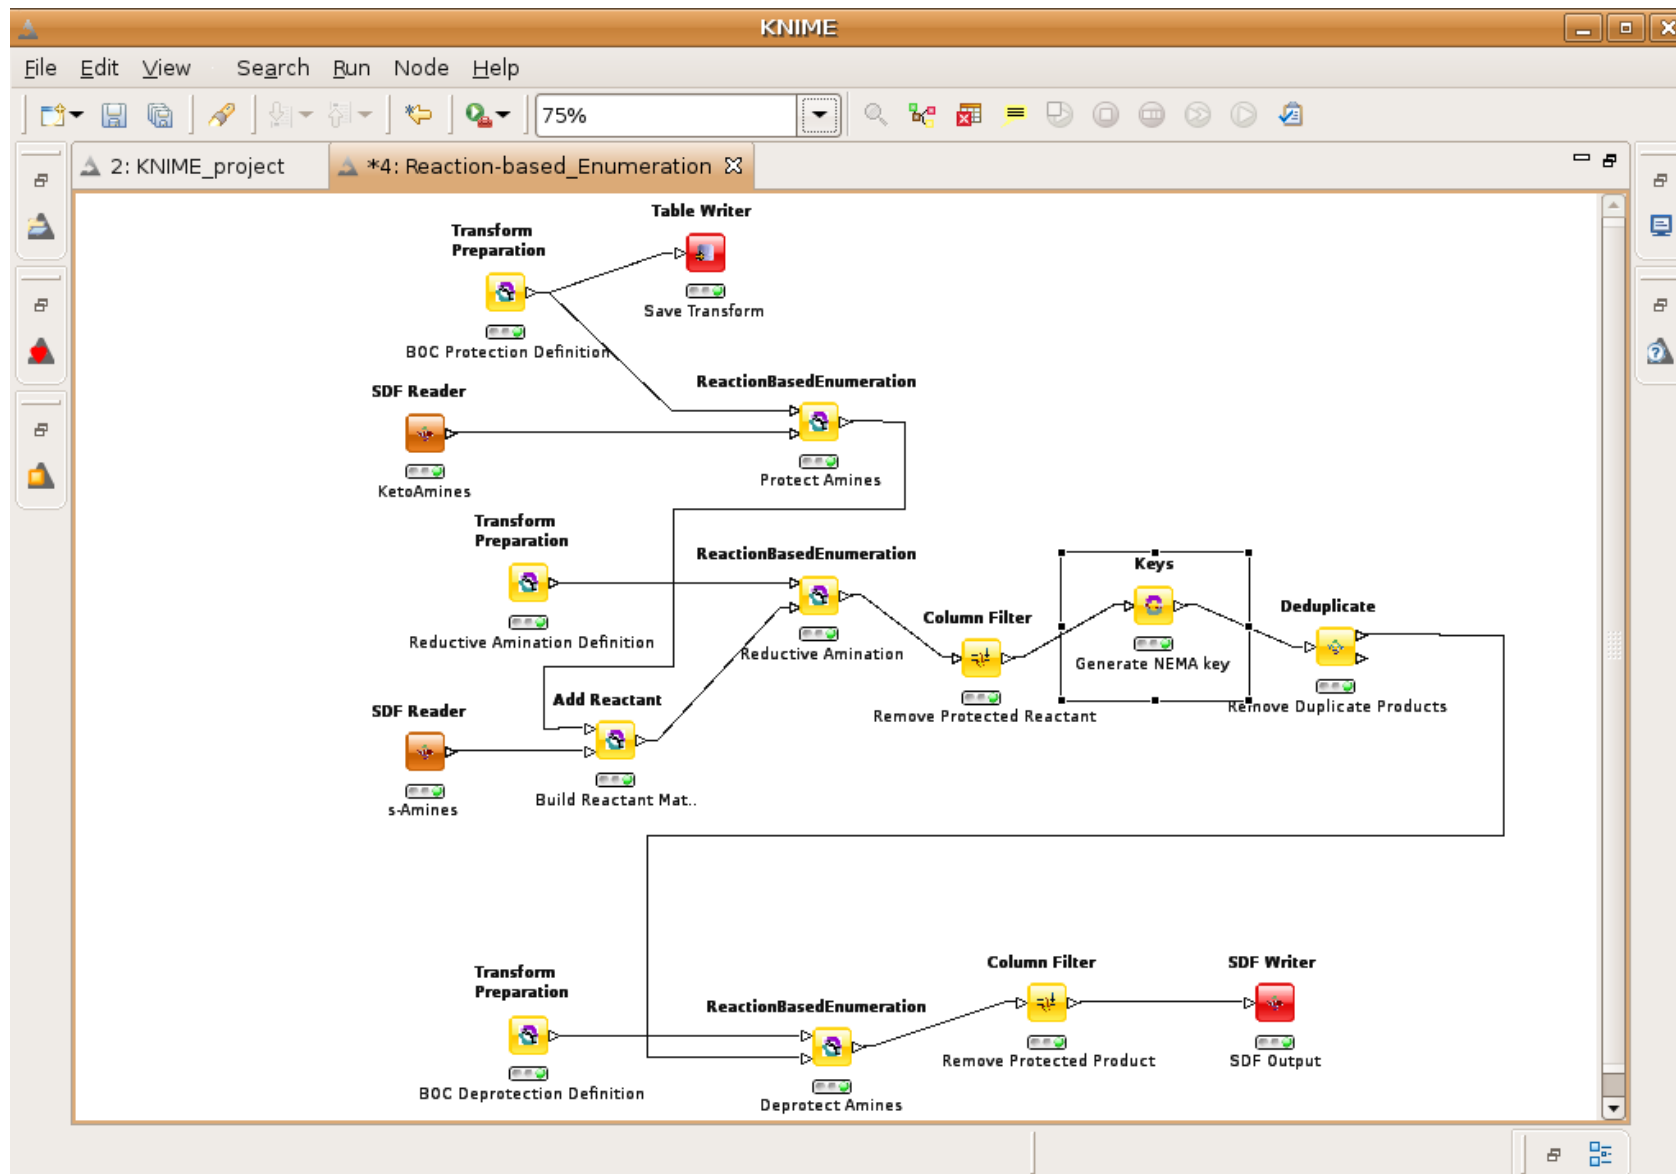 KNIME
File Edit View Search Run Node Help
75%
2: KNIME_project
*4: Reaction-based_Enumeration
Table Writer
Save Transform
Transform
Preparation
BOC Protection Definition
SDF Reader
KetoAmines
ReactionBasedEnumeration
Protect Amines
Transform
Preparation
Reductive Amination Definition
ReactionBasedEnumeration
Reductive Amination
Column Filter
Remove Protected Reactant
Keys
Generate NEMA key
Deduplicate
Remove Duplicate Products
SDF Reader
s-Amines
Add Reactant
Build Reactant Mat..
Transform
Preparation
BOC Deprotection Definition
ReactionBasedEnumeration
Deprotect Amines
Column Filter
Remove Protected Product
SDF Writer
SDF Output